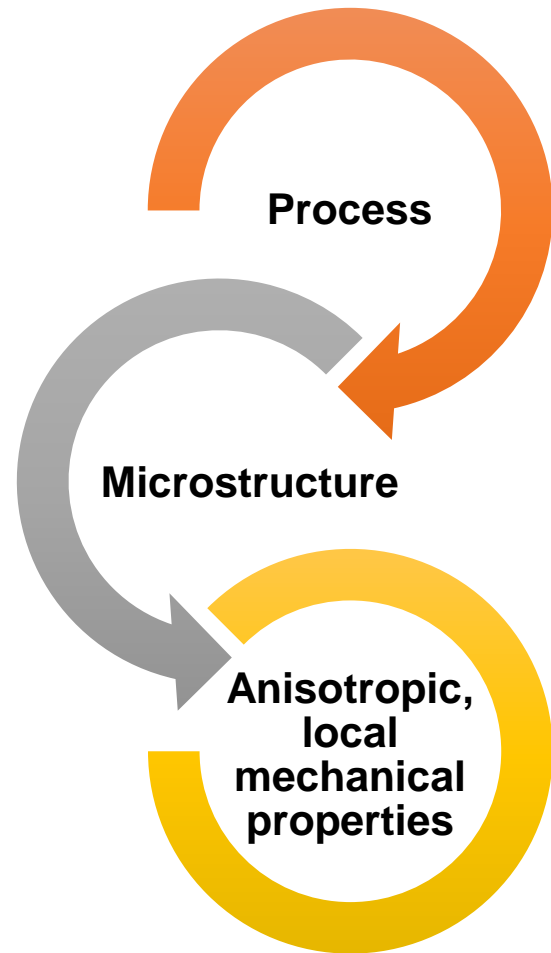 Process
Microstructure
Anisotropic,
local
mechanical
properties